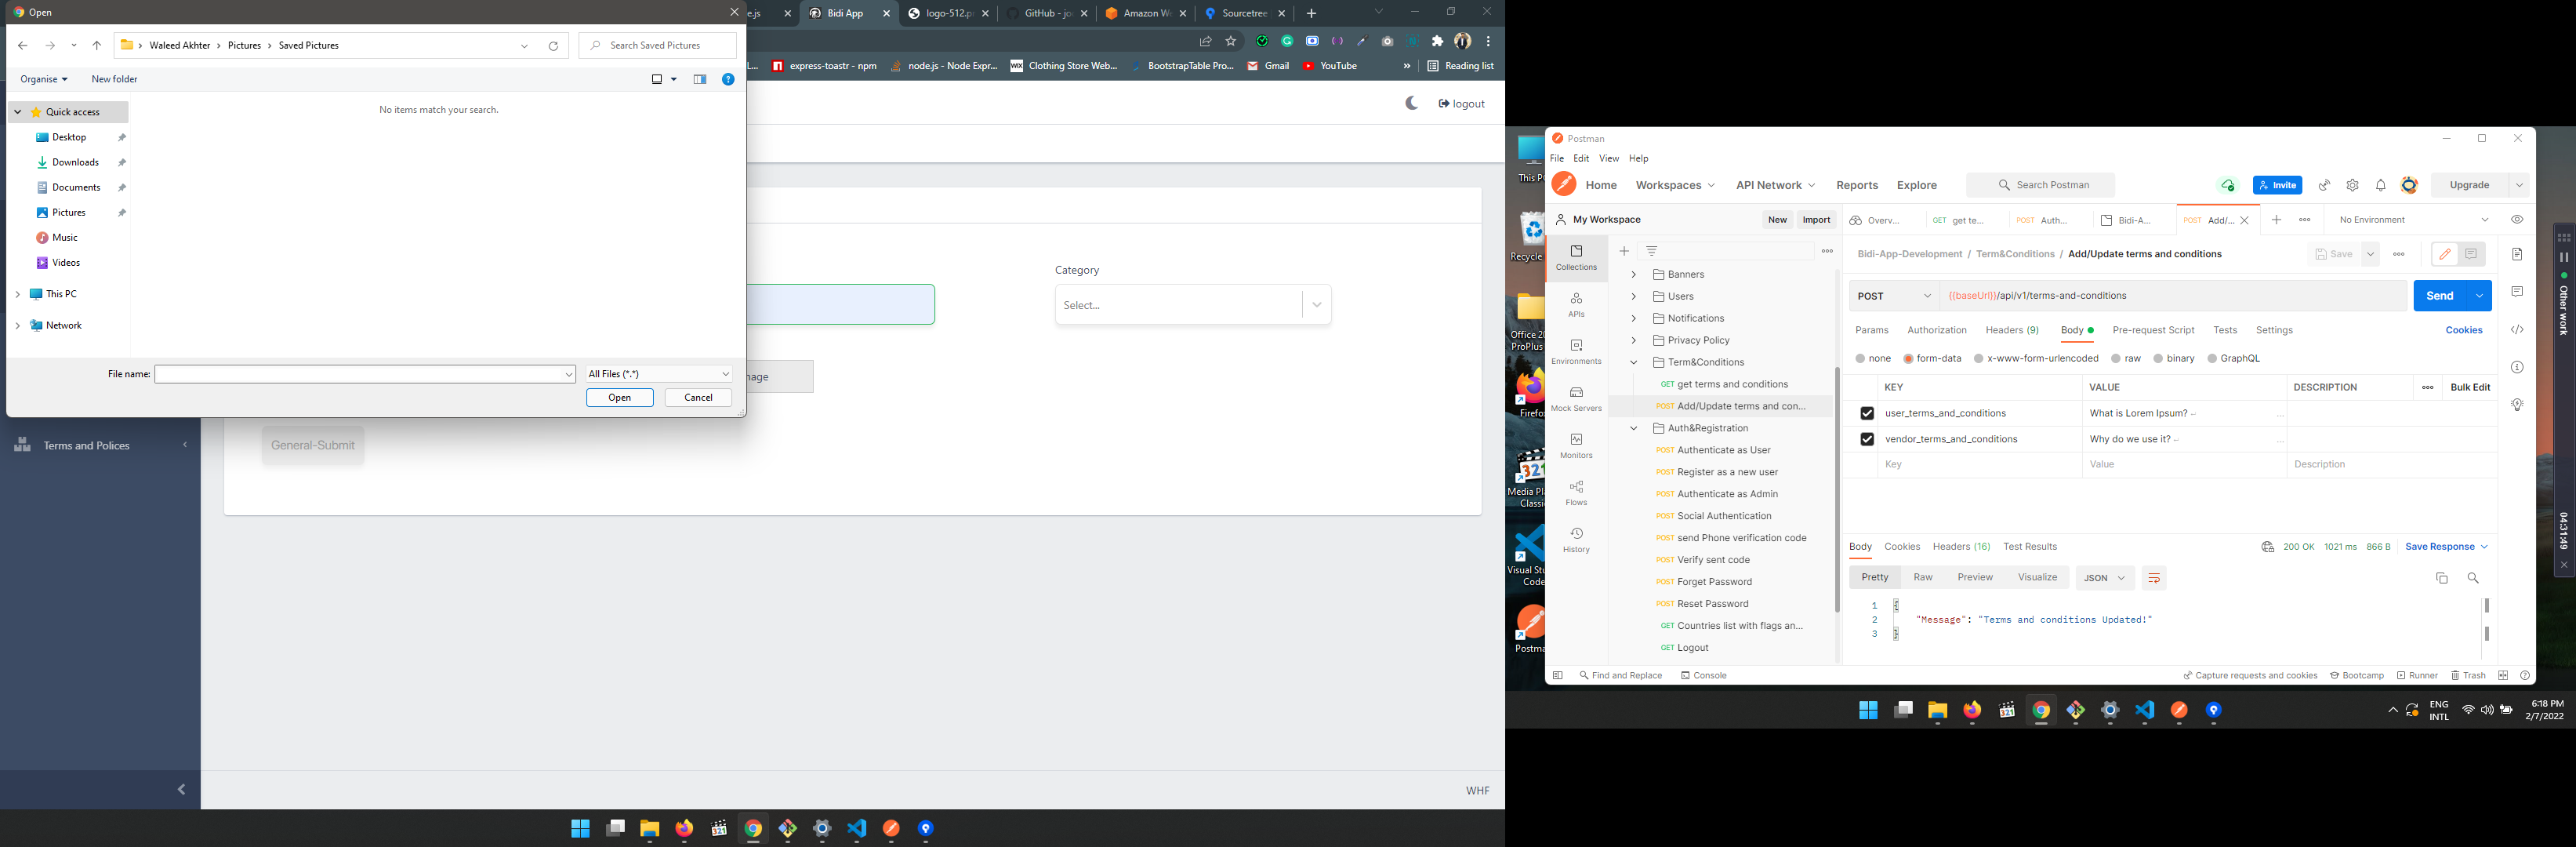 Open
e.js
Bidi App
logo-512.p
GitHub - jo
Amazon We
Sourcetree
Waleed Akhter > Pictures > Saved Pictures
Search Saved Pictures
Organise
New folder
L...
express-toastr - npm
node.js - Node Expr...
WIX Clothing Store Web...
BootstrapTable Pro...
Gmail
YouTube
»
Reading list
Quick access
No items match your search.
Desktop
Downloads
Documents
Pictures
Music
Videos
This PC
Network
File name:
All Files (*.*)
Open
Cancel
logout
Category
Select...
nage
General-Submit
Terms and Polices
WHF
This PC
Recycle
Office 20
ProPlus
Firefox
Media Pla
Classic
Visual Stu
Code
Postma
Postman
File Edit View Help
Home Workspaces API Network Reports Explore
Search Postman
Invite
Upgrade
My Workspace
New
Import
Overv...
GET get te...
POST Auth...
Bidi-A...
POST Add/...
No Environment
Collections
APIs
Environments
Mock Servers
Monitors
Flows
History
Banners
Users
Notifications
Privacy Policy
Term&Conditions
GET get terms and conditions
POST Add/Update terms and con...
Auth&Registration
POST Authenticate as User
POST Register as a new user
POST Authenticate as Admin
POST Social Authentication
POST send Phone verification code
POST Verify sent code
POST Forget Password
POST Reset Password
GET Countries list with flags an...
GET Logout
Bidi-App-Development / Term&Conditions / Add/Update terms and conditions
Save
POST
{{baseUrl}}/api/v1/terms-and-conditions
Send
Params Authorization Headers (9) Body Pre-request Script Tests Settings
Cookies
none form-data x-www-form-urlencoded raw binary GraphQL
KEY VALUE DESCRIPTION Bulk Edit
user_terms_and_conditions What is Lorem Ipsum? ...
vendor_terms_and_conditions Why do we use it? ...
Key Value Description
Body Cookies Headers (16) Test Results
200 OK 1021 ms 866 B Save Response
Pretty Raw Preview Visualize JSON
1 {
2 "Message": "Terms and conditions Updated!"
3 }
Find and Replace
Console
Capture requests and cookies
Bootcamp
Runner
Trash
Other work
04:31:49
ENG
INTL
6:18 PM
2/7/2022
321
321